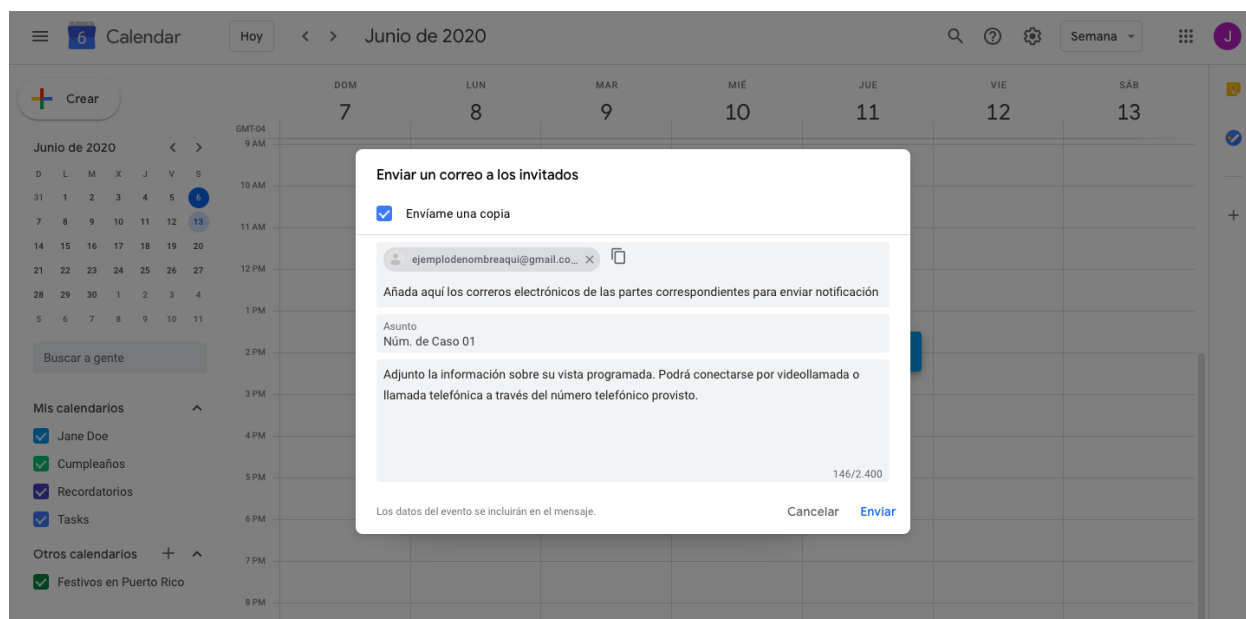 6 Calendar Hoy < > Junio de 2020 Semana J
Crear
DOM LUN MAR MIÉ JUE VIE SÁB
7 8 9 10 11 12 13
GMT-04
Junio de 2020 < >
D L M X J V S
31 1 2 3 4 5 6
7 8 9 10 11 12 13
14 15 16 17 18 19 20
21 22 23 24 25 26 27
28 29 30 1 2 3 4
5 6 7 8 9 10 11
Buscar a gente
Mis calendarios
Jane Doe
Cumpleaños
Recordatorios
Tasks
Otros calendarios
Festivos en Puerto Rico
9 AM
10 AM
11 AM
12 PM
1 PM
2 PM
3 PM
4 PM
5 PM
6 PM
7 PM
8 PM
Enviar un correo a los invitados
Envíame una copia
ejemplodenombreaqui@gmail.co...
Añada aquí los correros electrónicos de las partes correspondientes para enviar notificación
Asunto
Núm. de Caso 01
Adjunto la información sobre su vista programada. Podrá conectarse por videollamada o
llamada telefónica a través del número telefónico provisto.
146/2.400
Los datos del evento se incluirán en el mensaje.
Cancelar Enviar